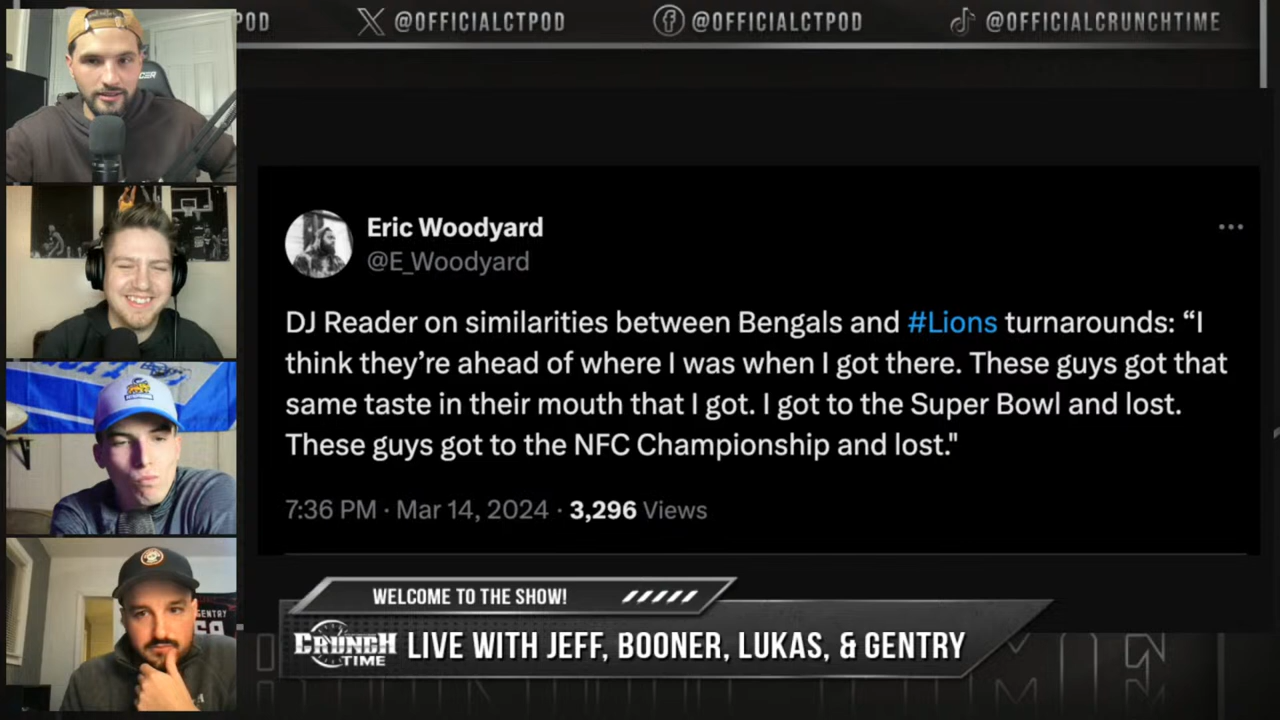 POD
@OFFICIALCTPOD
@OFFICIALCTPOD
@OFFICIALCRUNCHTIME
Eric Woodyard
@E_Woodyard
DJ Reader on similarities between Bengals and #Lions turnarounds: “I
think they’re ahead of where I was when I got there. These guys got that
same taste in their mouth that I got. I got to the Super Bowl and lost.
These guys got to the NFC Championship and lost."
7:36 PM · Mar 14, 2024 · 3,296 Views
WELCOME TO THE SHOW!
CRUNCH
TIME
LIVE WITH JEFF, BOONER, LUKAS, & GENTRY
GENTRY